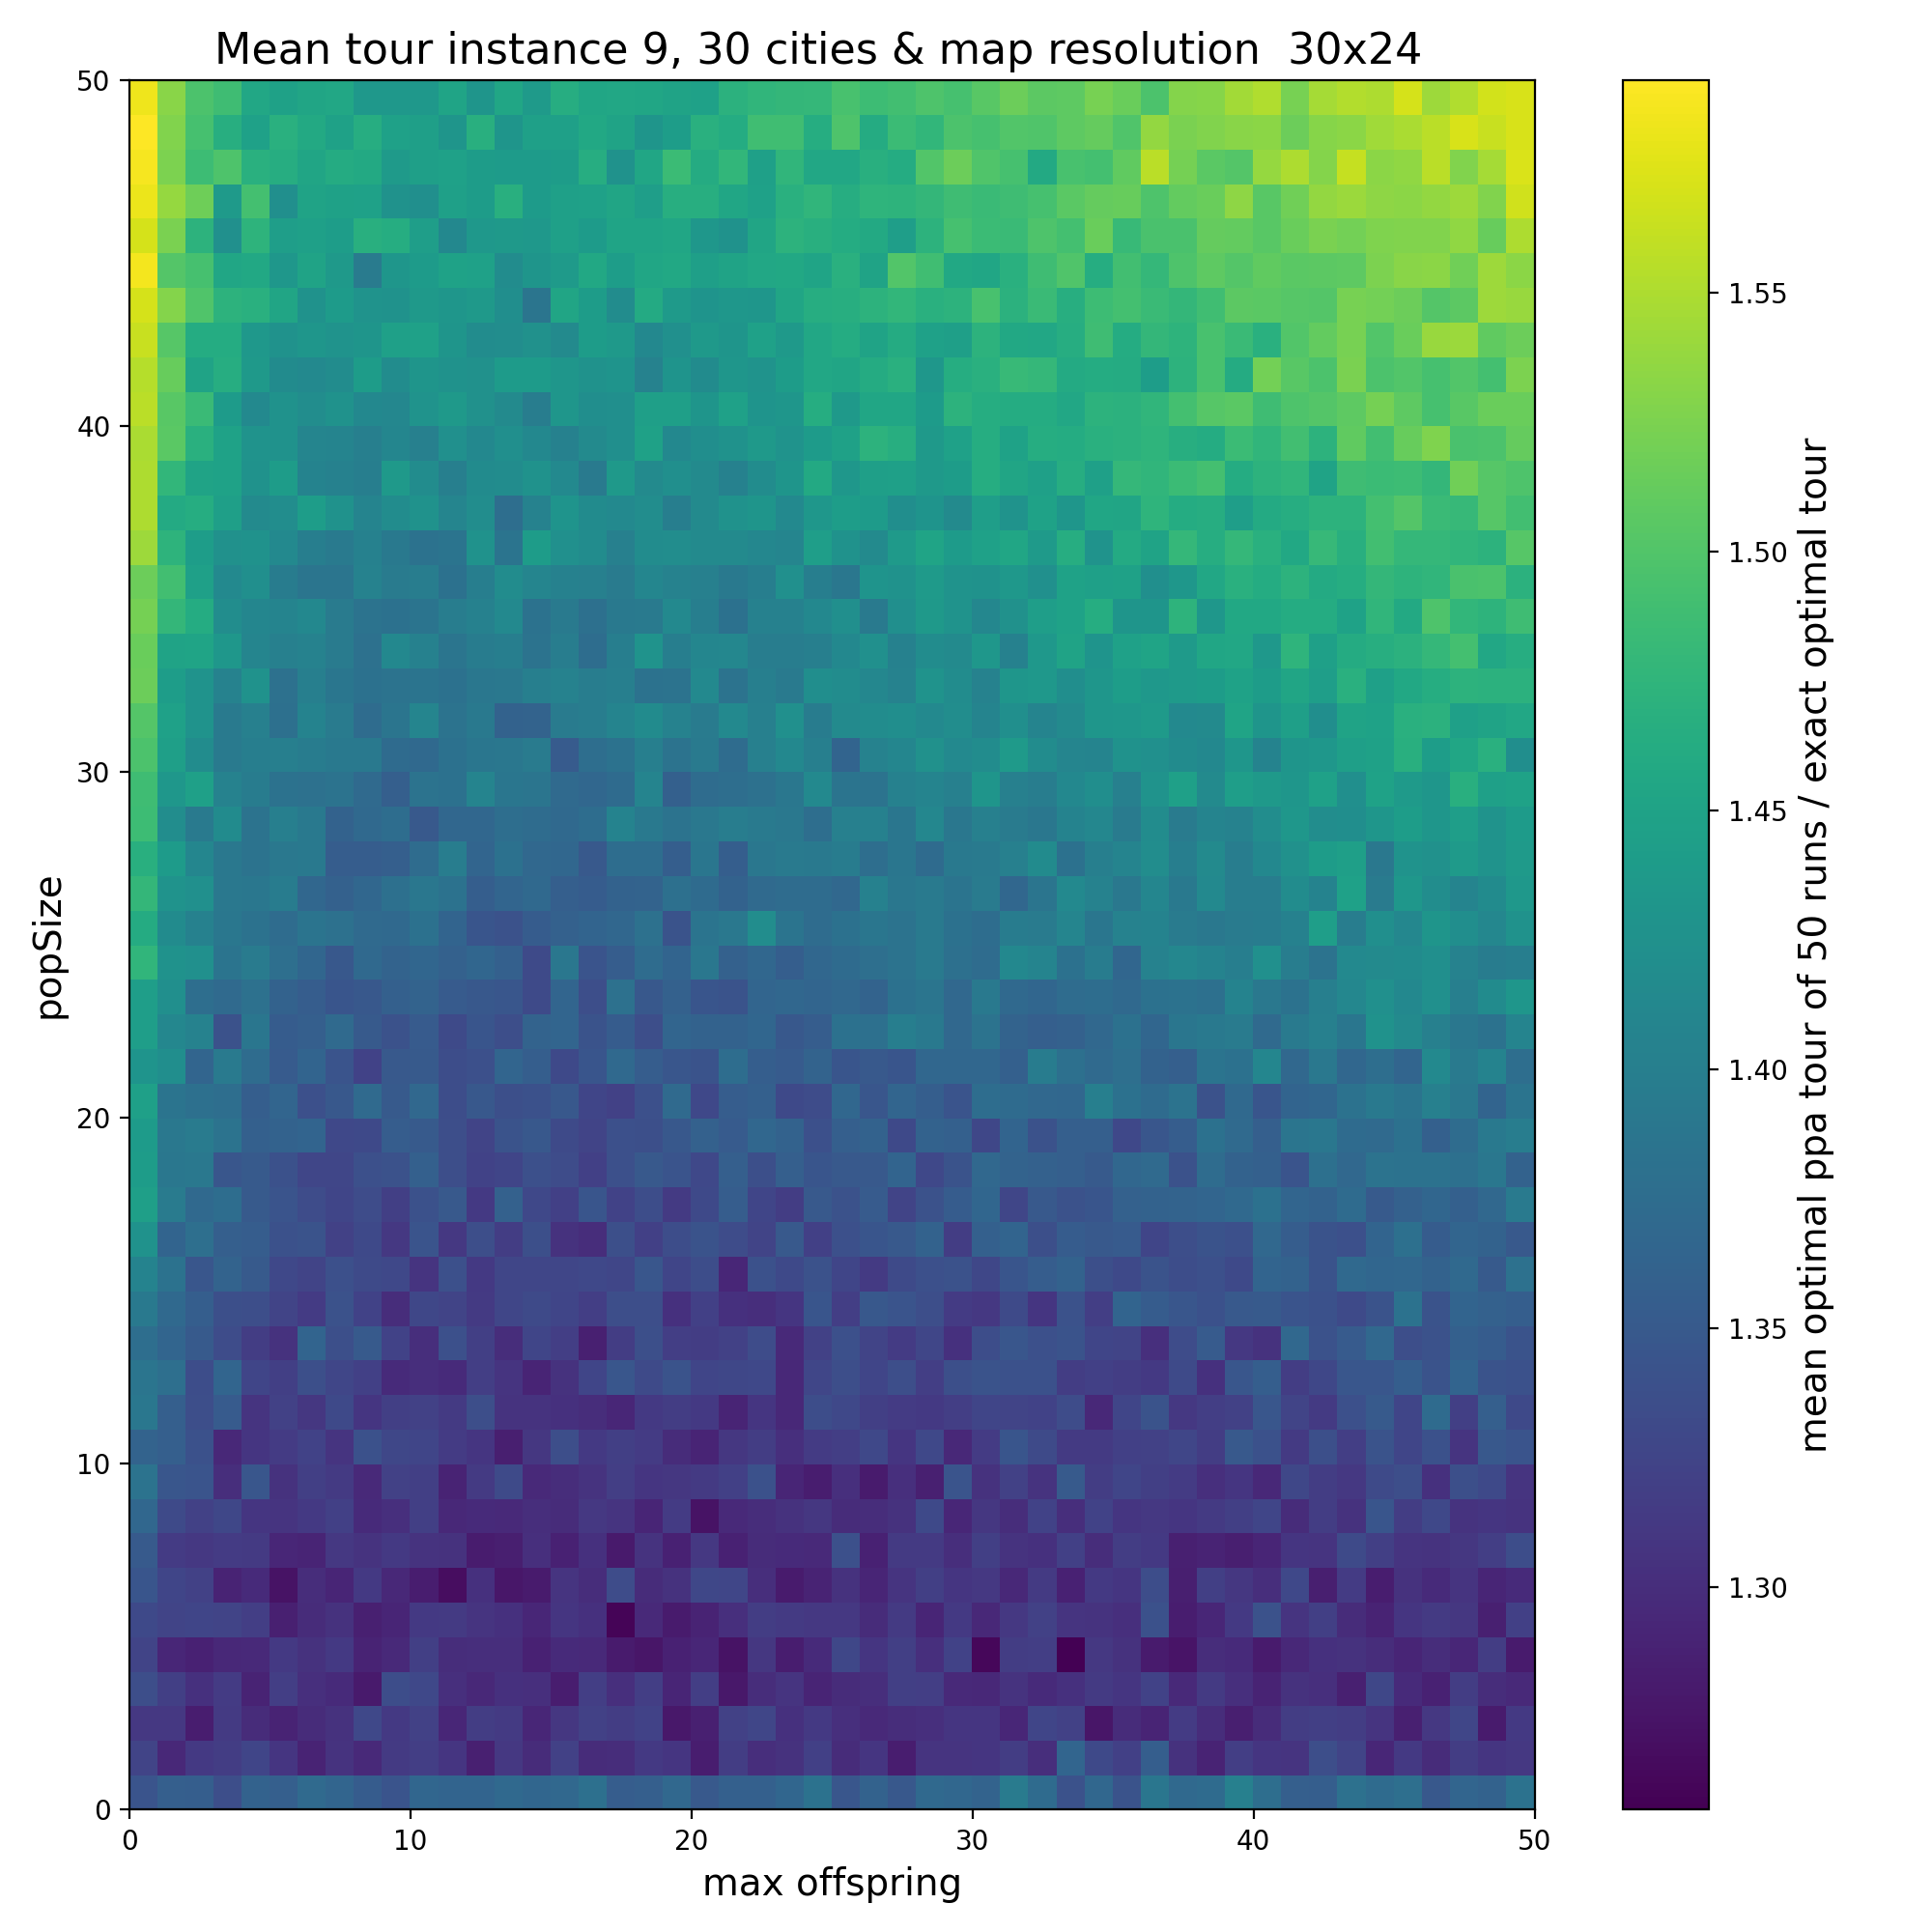 Mean tour instance 9, 30 cities & map resolution  30x24
50
40
30
20
10
0
popSize
0 10 20 30 40 50
max offspring
1.55
1.50
1.45
1.40
1.35
1.30
mean optimal ppa tour of 50 runs / exact optimal tour